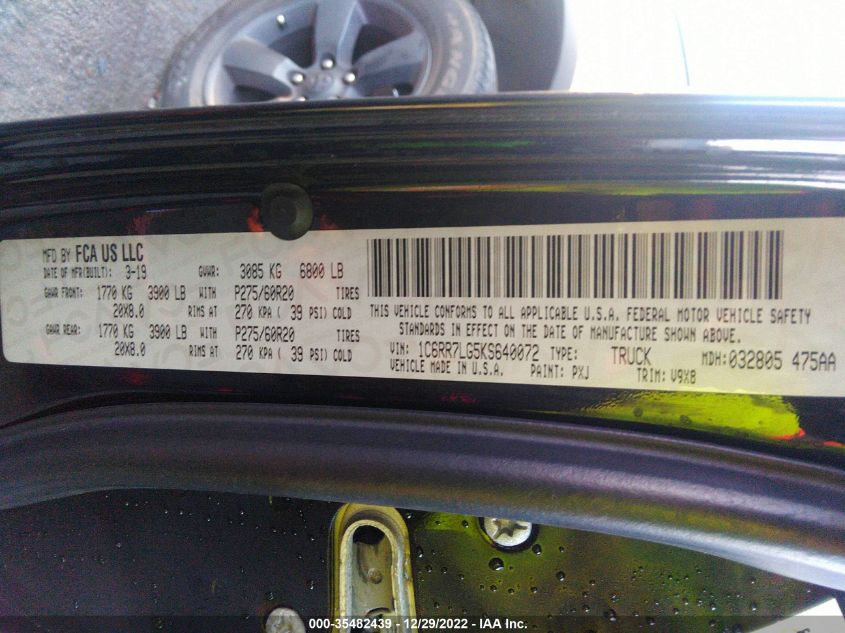 MFD BY FCA US LLC
DATE OF MFR(BUILT): 3-19 GVWR: 3085 KG 6800 LB
GAWR FRONT: 1770 KG 3900 LB WITH P275/60R20 TIRES
20X8.0 RIMS AT 270 KPA ( 39 PSI) COLD
GAWR REAR: 1770 KG 3900 LB WITH P275/60R20 TIRES
20X8.0 RIMS AT 270 KPA ( 39 PSI) COLD
THIS VEHICLE CONFORMS TO ALL APPLICABLE U.S.A. FEDERAL MOTOR VEHICLE SAFETY
STANDARDS IN EFFECT ON THE DATE OF MANUFACTURE SHOWN ABOVE.
VIN: 1C6RR7LG5KS640072 TYPE: TRUCK MDH: 032805 475AA
VEHICLE MADE IN U.S.A. PAINT: PXJ TRIM: V9X8
000-35482439 - 12/29/2022 - IAA Inc.